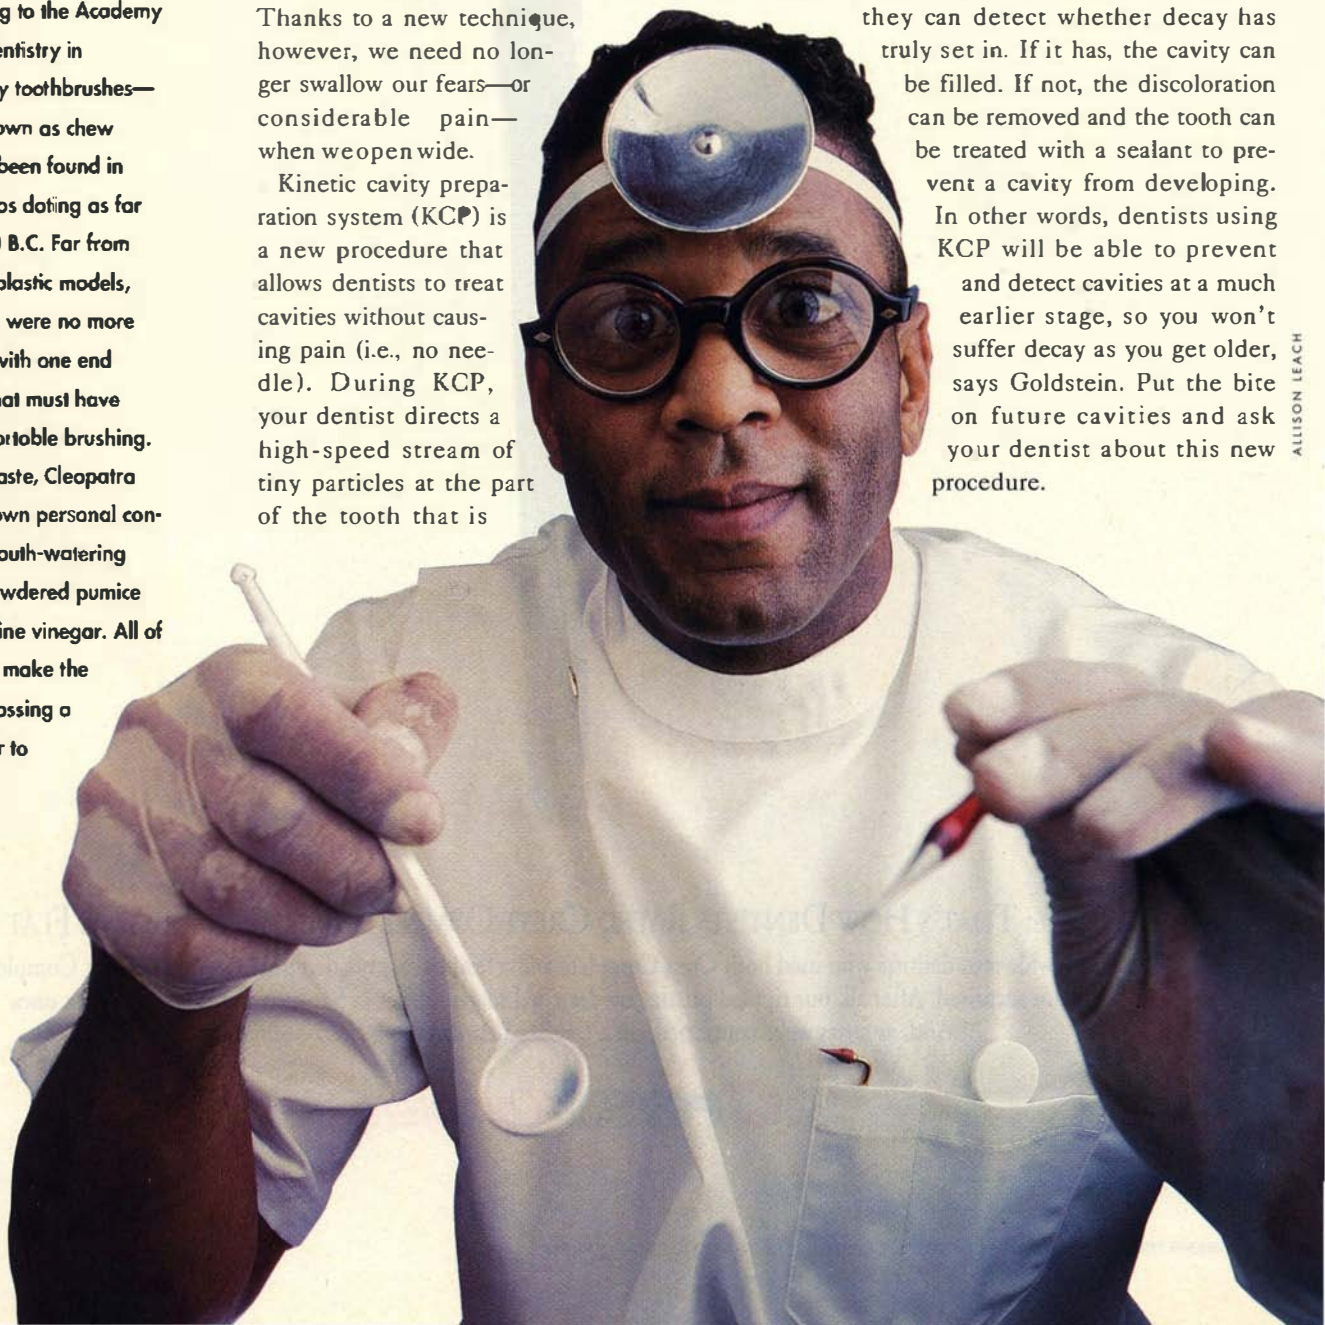 g to the Academy
entistry in
y toothbrushes—
own as chew
been found in
os dating as far
B.C. Far from
plastic models,
were no more
with one end
at must have
ortable brushing.
aste, Cleopatra
own personal con-
outh-watering
wdered pumice
ine vinegar. All of
make the
ossing a
r to
Thanks to a new technique,
however, we need no lon-
ger swallow our fears—or
considerable pain—
when we open wide.
Kinetic cavity prepa-
ration system (KCP) is
a new procedure that
allows dentists to treat
cavities without caus-
ing pain (i.e., no nee-
dle). During KCP,
your dentist directs a
high-speed stream of
tiny particles at the part
of the tooth that is
they can detect whether decay has
truly set in. If it has, the cavity can
be filled. If not, the discoloration
can be removed and the tooth can
be treated with a sealant to pre-
vent a cavity from developing.
In other words, dentists using
KCP will be able to prevent
and detect cavities at a much
earlier stage, so you won't
suffer decay as you get older,
says Goldstein. Put the bite
on future cavities and ask
your dentist about this new
procedure.
ALLISON LEACH